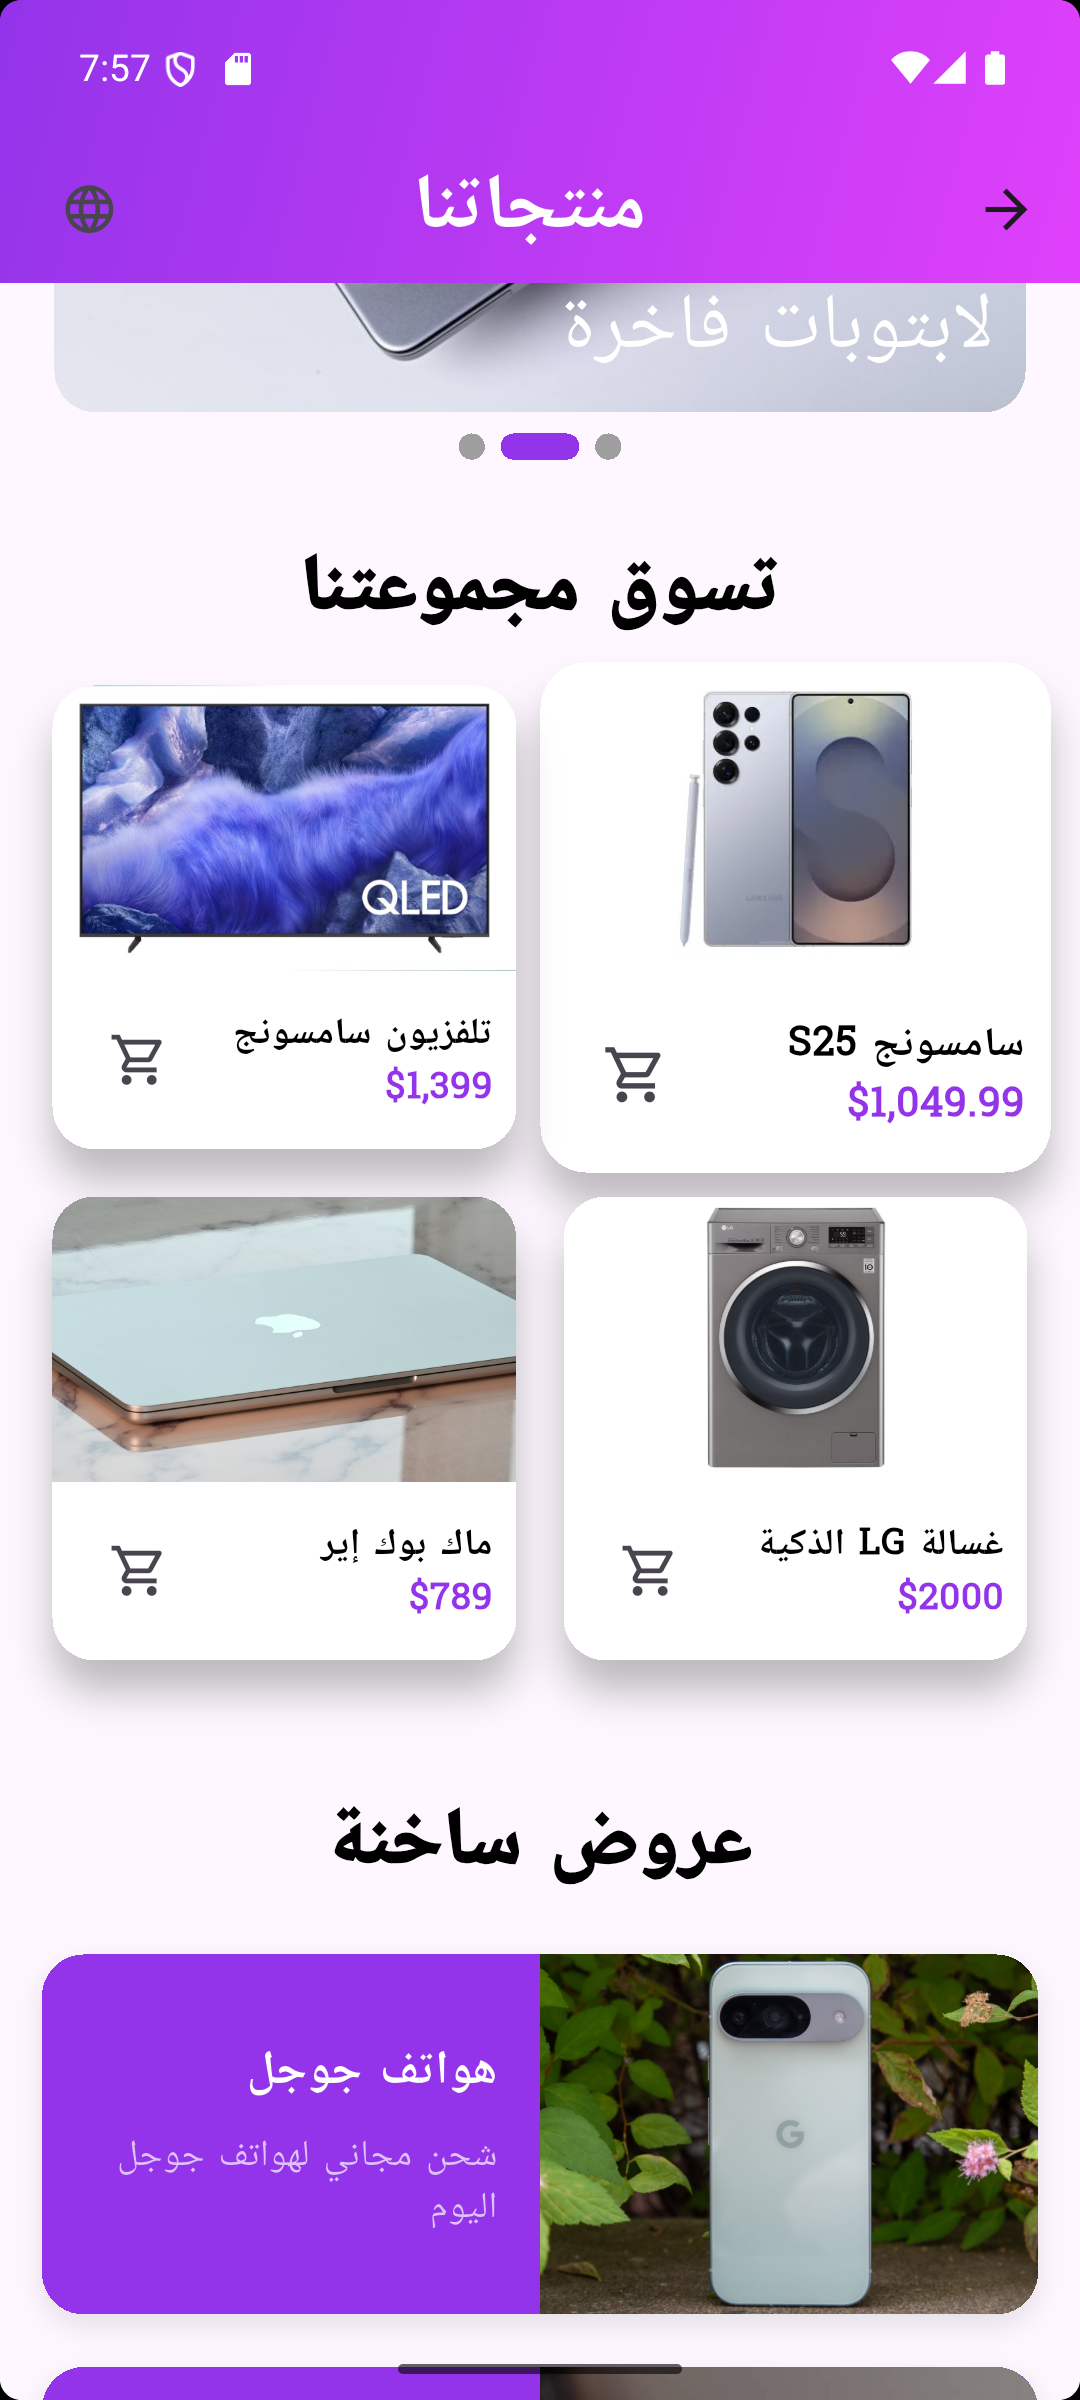 7:57
منتجاتنا
لابتوبات فاخرة
تسوق مجموعتنا
سامسونج S25
$1,049.99
QLED
تلفزيون سامسونج
$1,399
غسالة LG الذكية
$2000
ماك بوك إير
$789
عروض ساخنة
هواتف جوجل
شحن مجاني لهواتف جوجل
اليوم